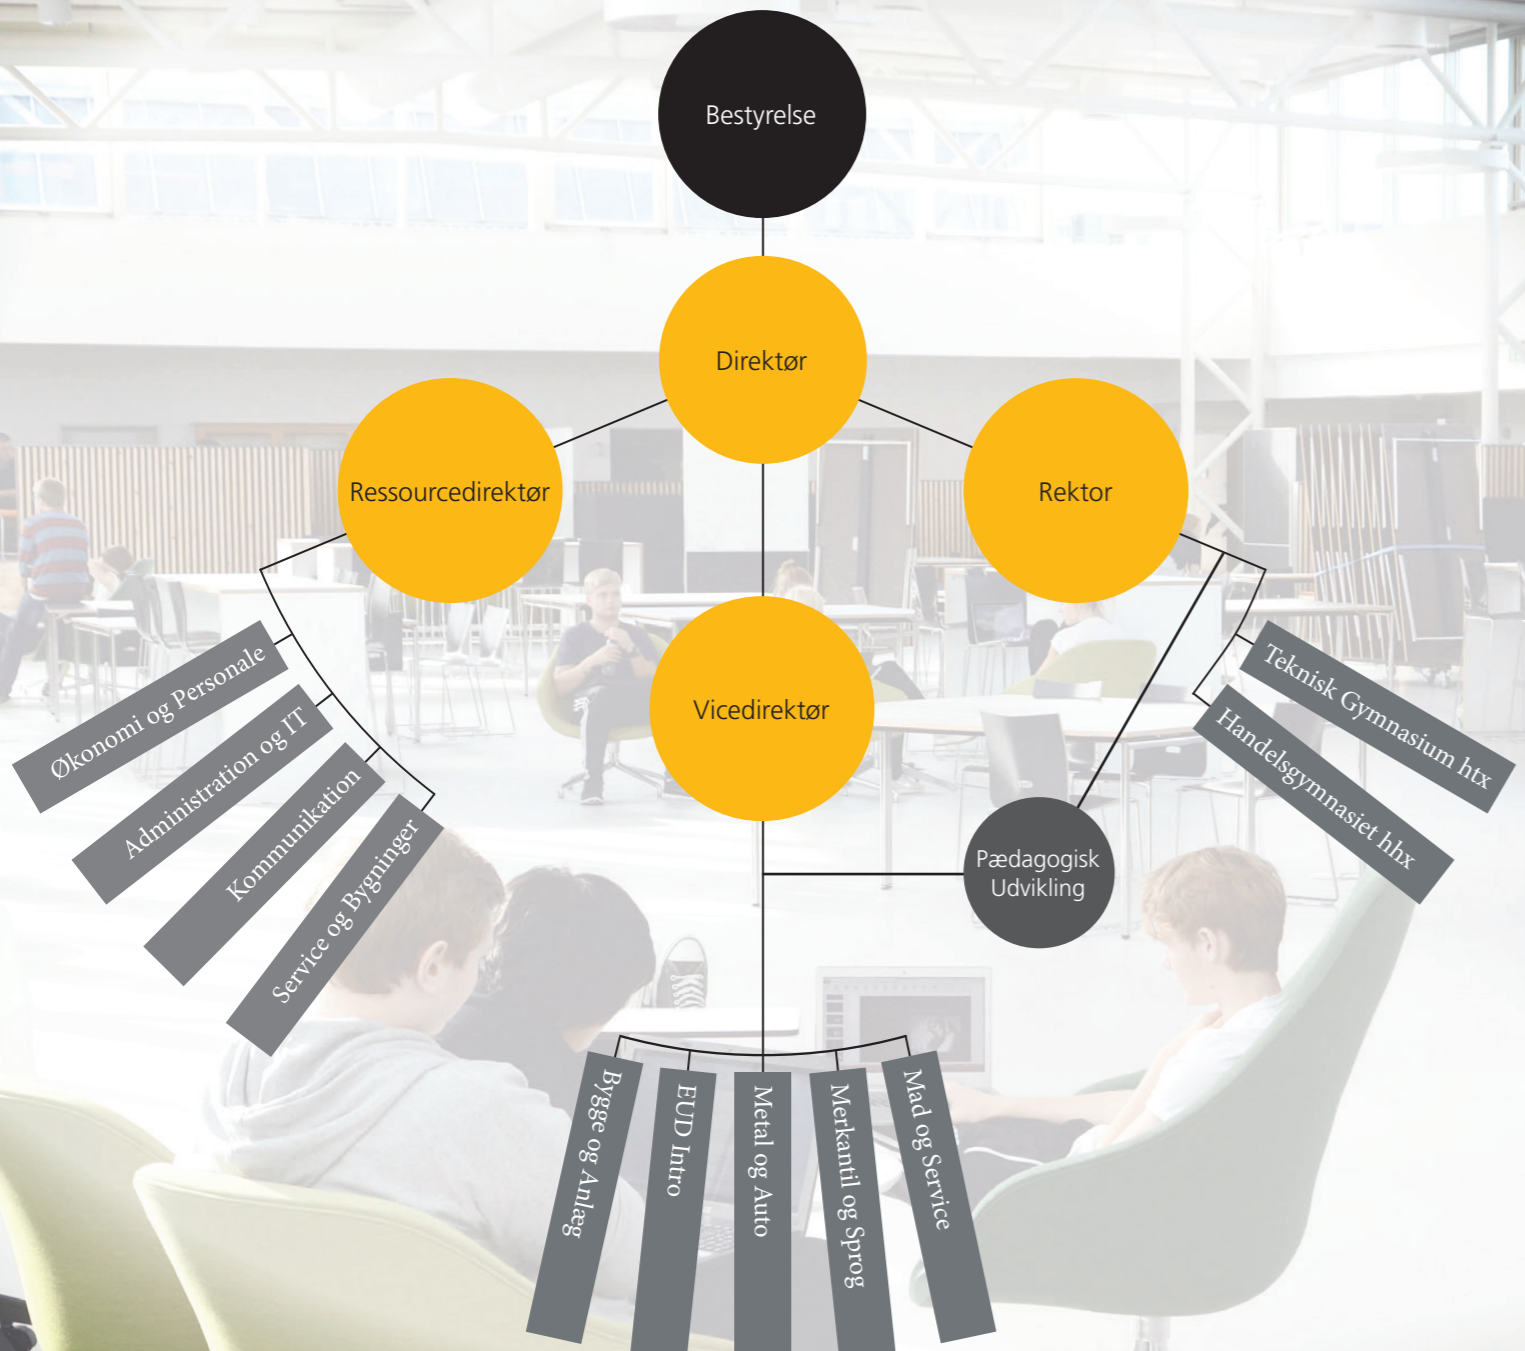 Bestyrelse
Direktør
Ressourcedirektør
Rektor
Vicedirektør
Pædagogisk
Udvikling
Økonomi og Personale
Administration og IT
Kommunikation
Service og Bygninger
Bygge og Anlæg
EUD Intro
Metal og Auto
Merkantil og Sprog
Mad og Service
Teknisk Gymnasium htx
Handelsgymnasiet hhx